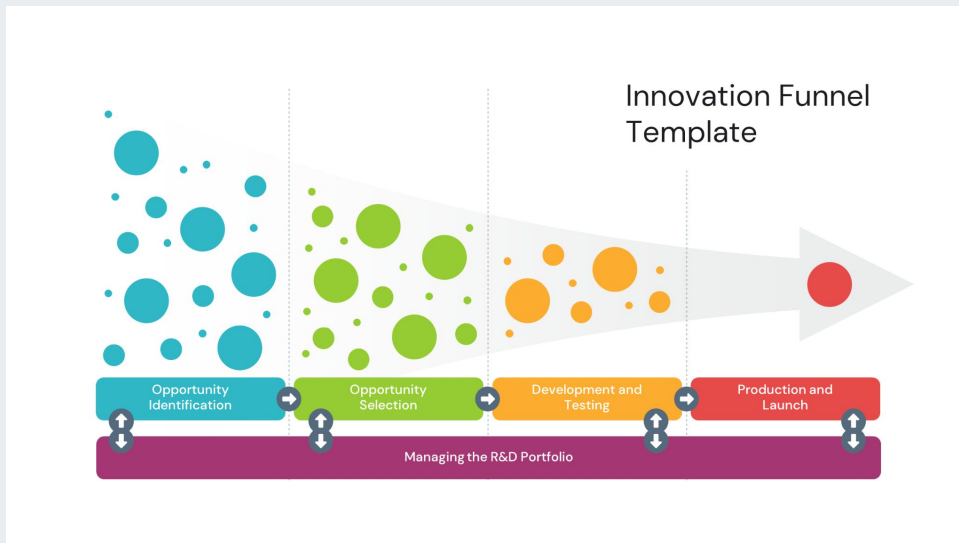 Innovation Funnel
Template
Opportunity
Identification
Opportunity
Selection
Development and
Testing
Production and
Launch
Managing the R&D Portfolio